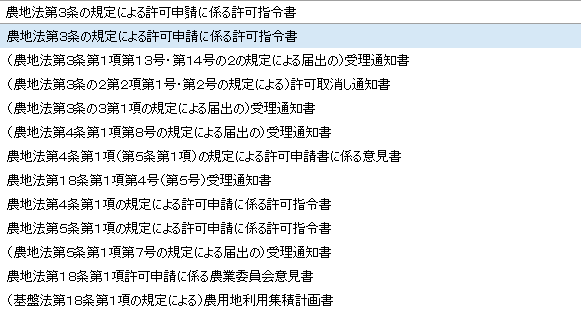 農地法第3条の規定による許可申請に係る許可指令書
農地法第3条の規定による許可申請に係る許可指令書
(農地法第3条第1項第13号・第14号の2の規定による届出の)受理通知書
(農地法第3条の2第2項第1号・第2号の規定による)許可取消し通知書
(農地法第3条の3第1項の規定による届出の)受理通知書
(農地法第4条第1項第8号の規定による届出の)受理通知書
農地法第4条第1項(第5条第1項)の規定による許可申請書に係る意見書
農地法第18条第1項第4号(第5号)受理通知書
農地法第4条第1項の規定による許可申請に係る許可指令書
農地法第5条第1項の規定による許可申請に係る許可指令書
(農地法第5条第1項第7号の規定による届出の)受理通知書
農地法第18条第1項許可申請に係る農業委員会意見書
(基盤法第18条第1項の規定による)農用地利用集積計画書